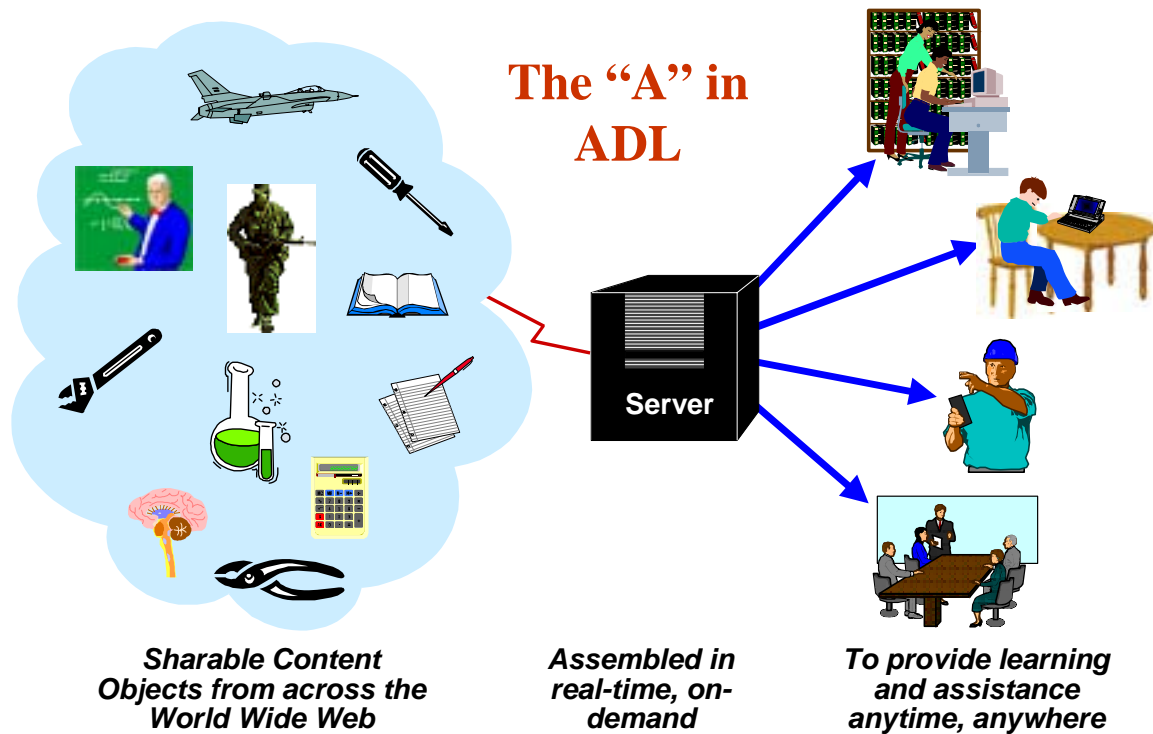 The “A” in
ADL
Server
Sharable Content
Objects from across the
World Wide Web
Assembled in
real-time, on-
demand
To provide learning
and assistance
anytime, anywhere